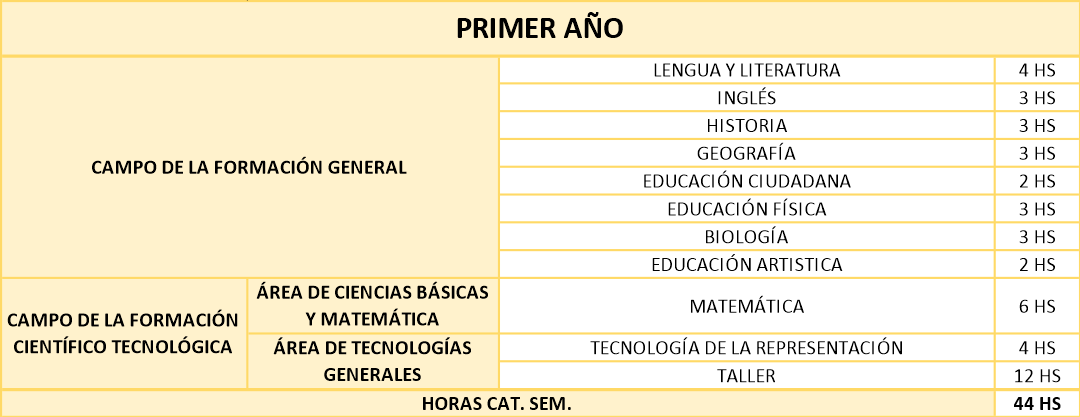 PRIMER AÑO
CAMPO DE LA FORMACIÓN GENERAL
LENGUA Y LITERATURA 4 HS
INGLÉS 3 HS
HISTORIA 3 HS
GEOGRAFÍA 3 HS
EDUCACIÓN CIUDADANA 2 HS
EDUCACIÓN FÍSICA 3 HS
BIOLOGÍA 3 HS
EDUCACIÓN ARTISTICA 2 HS
CAMPO DE LA FORMACIÓN
CIENTÍFICO TECNOLÓGICA
ÁREA DE CIENCIAS BÁSICAS
Y MATEMÁTICA
MATEMÁTICA 6 HS
ÁREA DE TECNOLOGÍAS
GENERALES
TECNOLOGÍA DE LA REPRESENTACIÓN 4 HS
TALLER 12 HS
HORAS CAT. SEM. 44 HS